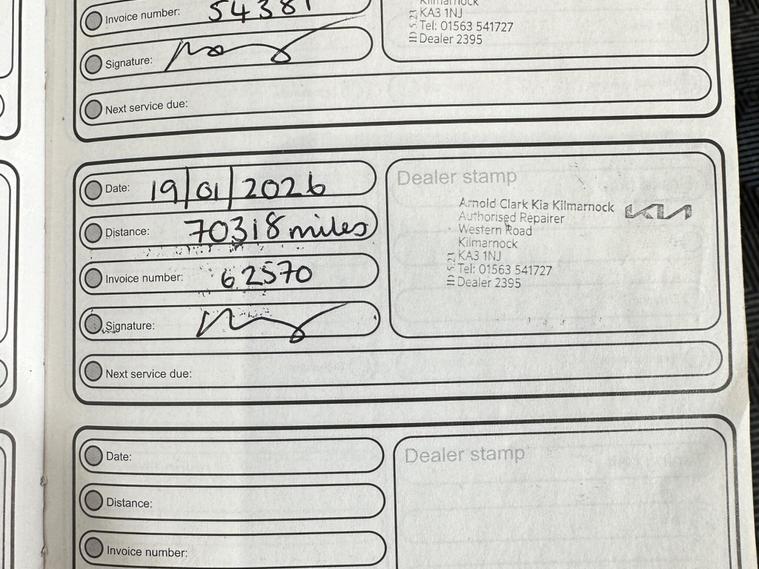 Invoice number: 54381
Signature:
Next service due:
Kilmarnock
KA3 1NJ
Tel: 01563 541727
Dealer 2395
Date: 19/01/2026
Distance: 70318 miles
Invoice number: 62570
Signature:
Next service due:
Dealer stamp
Arnold Clark Kia Kilmarnock
KIA
Authorised Repairer
Western Road
Kilmarnock
KA3 1NJ
Tel: 01563 541727
Dealer 2395
Date:
Distance:
Invoice number:
Dealer stamp